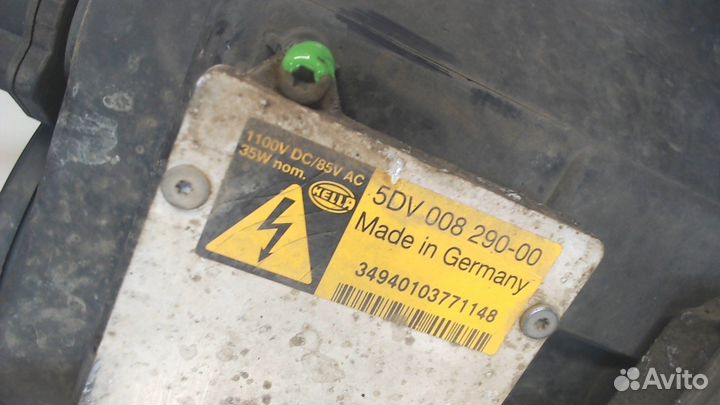 1100V DC/85V AC
35W nom.
HELLA
5DV 008 290-00
Made in Germany
34940103771148
Avito